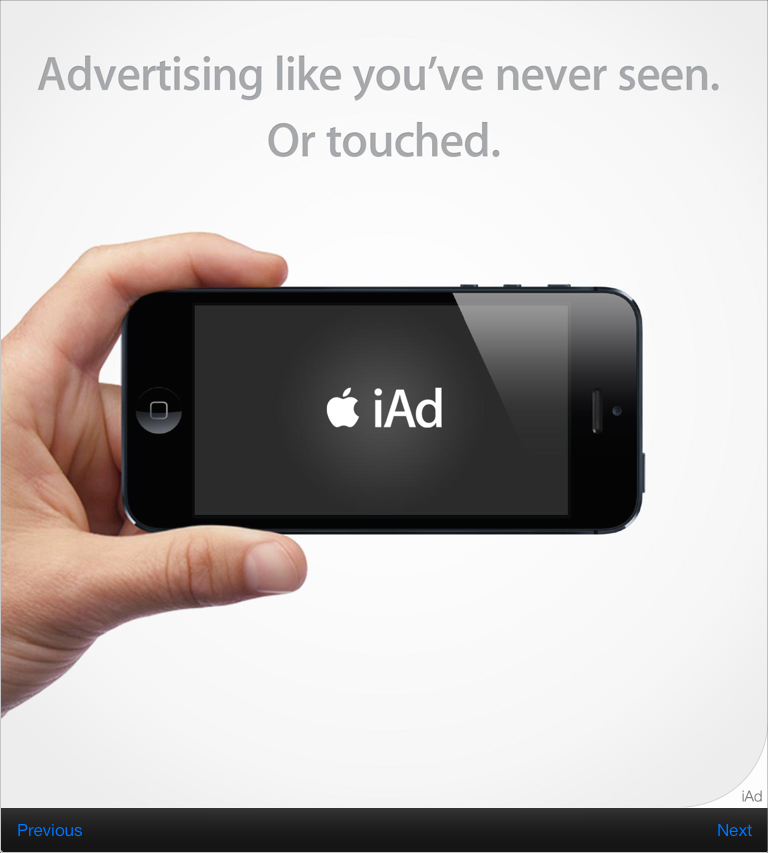 Advertising like you’ve never seen.
Or touched.
iAd
iAd
Previous
Next